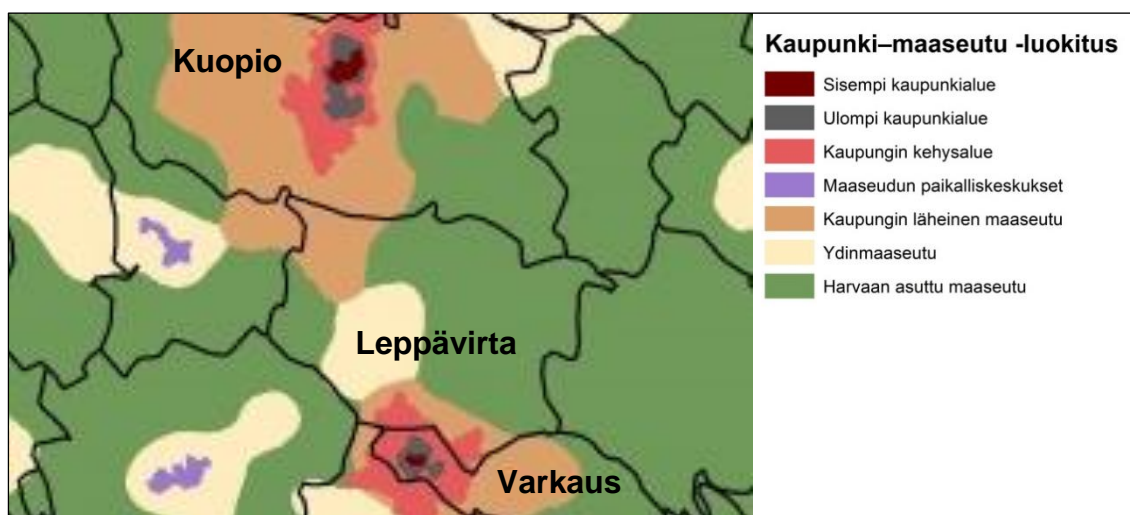 Kuopio
Leppävirta
Varkaus
Kaupunki–maaseutu -luokitus
Sisempi kaupunkialue
Ulompi kaupunkialue
Kaupungin kehysalue
Maaseudun paikalliskeskukset
Kaupungin läheinen maaseutu
Ydinmaaseutu
Harvaan asuttu maaseutu